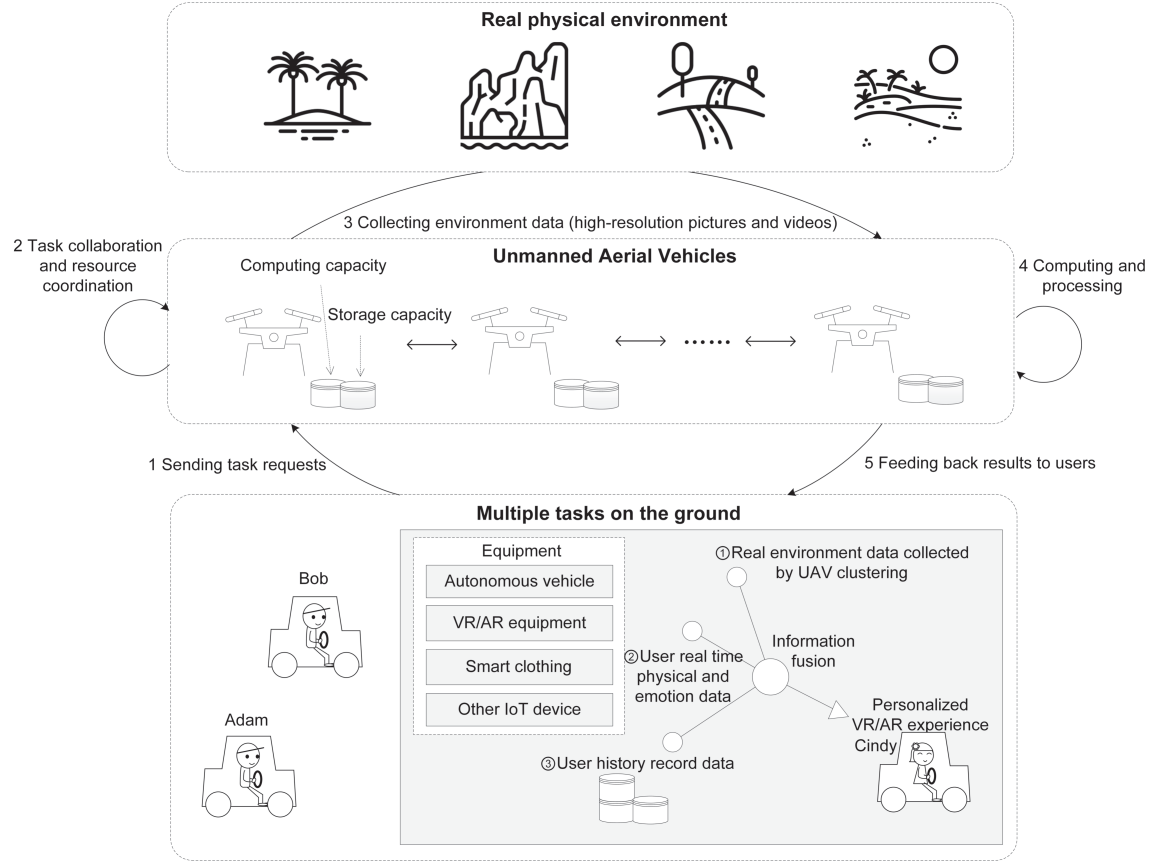 Real physical environment
3 Collecting environment data (high-resolution pictures and videos)
2 Task collaboration
and resource
coordination
Unmanned Aerial Vehicles
Computing capacity
Storage capacity
......
4 Computing and
processing
1 Sending task requests
5 Feeding back results to users
Multiple tasks on the ground
Equipment
Autonomous vehicle
VR/AR equipment
Smart clothing
Other IoT device
①Real environment data collected
by UAV clustering
Information
fusion
②User real time
physical and
emotion data
③User history record data
Personalized
VR/AR experience
Cindy
Bob
Adam